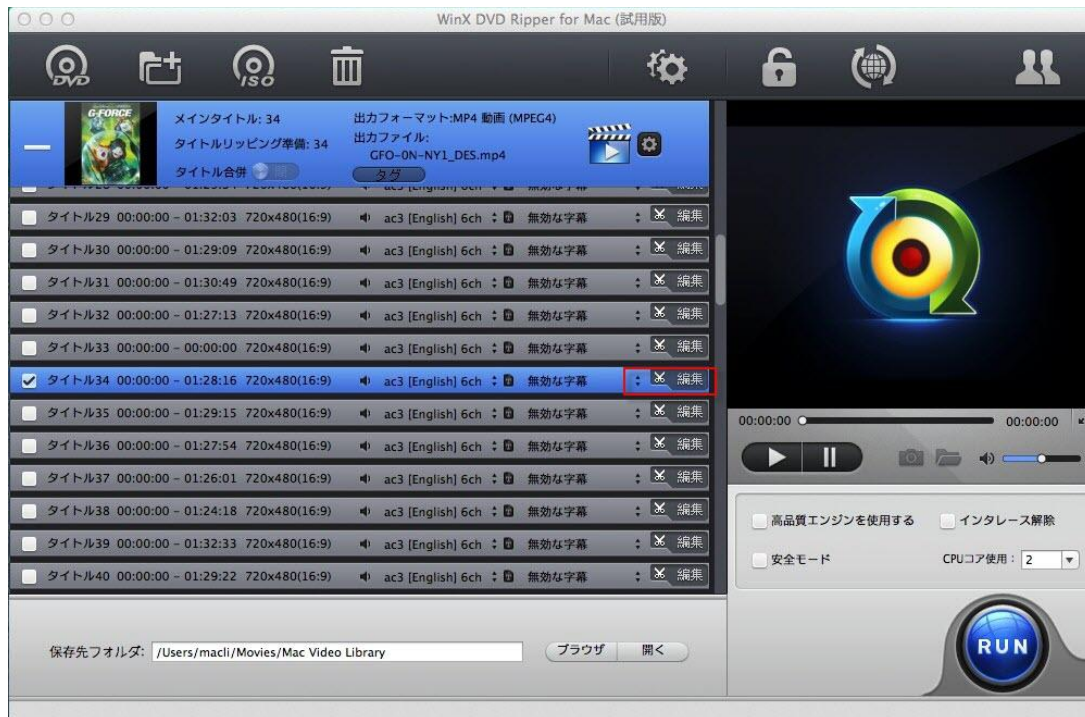 WinX DVD Ripper for Mac (試用版)
DVD
ISO
G-FORCE
メインタイトル: 34
タイトルリッピング準備: 34
タイトル合併
出力フォーマット:MP4 動画 (MPEG4)
出力ファイル:
GFO-0N-NY1_DES.mp4
タグ
タイトル29 00:00:00 – 01:32:03 720x480(16:9) ac3 [English] 6ch 無効な字幕 編集
タイトル30 00:00:00 – 01:29:09 720x480(16:9) ac3 [English] 6ch 無効な字幕 編集
タイトル31 00:00:00 – 01:30:49 720x480(16:9) ac3 [English] 6ch 無効な字幕 編集
タイトル32 00:00:00 – 01:27:13 720x480(16:9) ac3 [English] 6ch 無効な字幕 編集
タイトル33 00:00:00 – 00:00:00 720x480(16:9) ac3 [English] 6ch 無効な字幕 編集
タイトル34 00:00:00 – 01:28:16 720x480(16:9) ac3 [English] 6ch 無効な字幕 編集
タイトル35 00:00:00 – 01:29:15 720x480(16:9) ac3 [English] 6ch 無効な字幕 編集
タイトル36 00:00:00 – 01:27:54 720x480(16:9) ac3 [English] 6ch 無効な字幕 編集
タイトル37 00:00:00 – 01:26:01 720x480(16:9) ac3 [English] 6ch 無効な字幕 編集
タイトル38 00:00:00 – 01:24:18 720x480(16:9) ac3 [English] 6ch 無効な字幕 編集
タイトル39 00:00:00 – 01:32:33 720x480(16:9) ac3 [English] 6ch 無効な字幕 編集
タイトル40 00:00:00 – 01:29:22 720x480(16:9) ac3 [English] 6ch 無効な字幕 編集
00:00:00 00:00:00
高品質エンジンを使用する インタレース解除
安全モード CPUコア使用： 2
保存先フォルダ: /Users/macli/Movies/Mac Video Library ブラウザ 開く
RUN